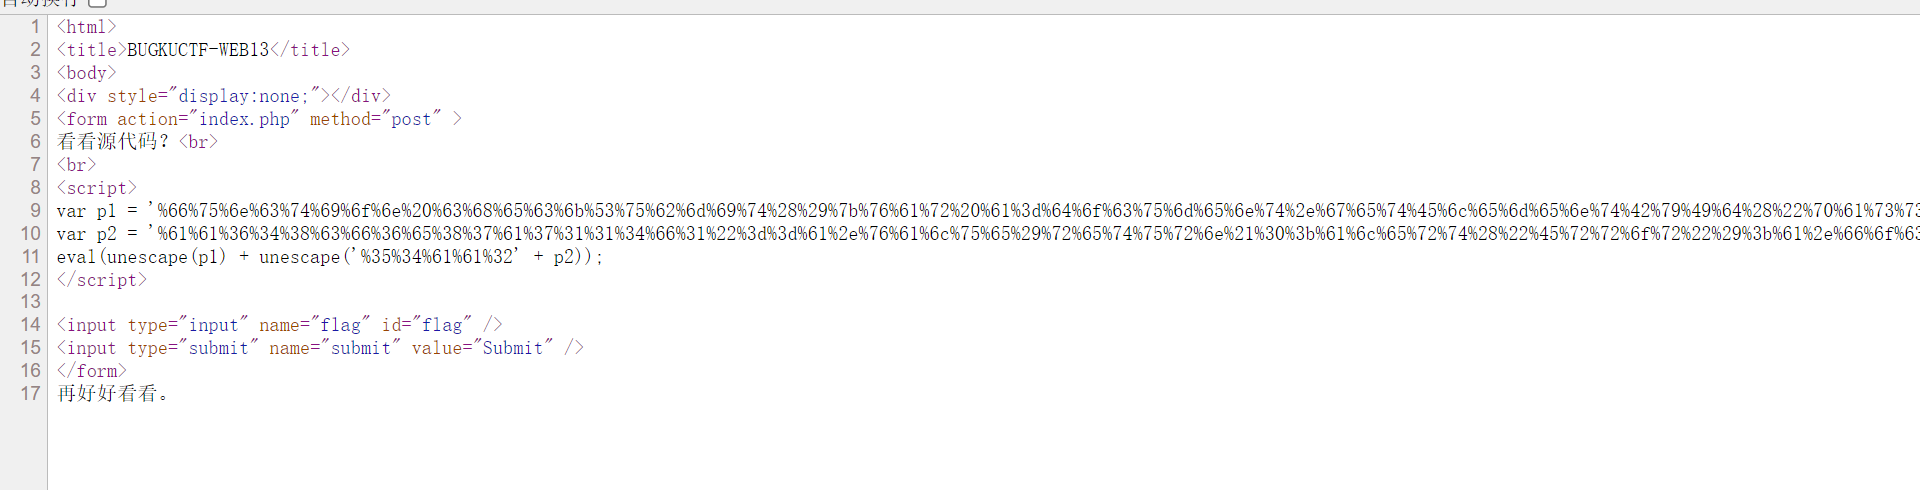 自动换行
1 <html>
2 <title>BUGKUCTF-WEB13</title>
3 <body>
4 <div style="display:none;"></div>
5 <form action="index.php" method="post" >
6 看看源代码？<br>
7 <br>
8 <script>
9 var p1 = '%66%75%6e%63%74%69%6f%6e%20%63%68%65%63%6b%53%75%62%6d%69%74%28%29%7b%76%61%72%20%61%3d%64%6f%63%75%6d%65%6e%74%2e%67%65%74%45%6c%65%6d%65%6e%74%42%79%49%64%28%22%70%61%73%73
10 var p2 = '%61%61%36%34%38%63%66%36%65%38%37%61%37%31%31%34%66%31%22%3d%3d%61%2e%76%61%6c%75%65%29%72%65%74%75%72%6e%21%30%3b%61%6c%65%72%74%28%22%45%72%72%6f%72%22%29%3b%61%2e%66%6f%63
11 eval(unescape(p1) + unescape('%35%34%61%61%32' + p2));
12 </script>
13
14 <input type="input" name="flag" id="flag" />
15 <input type="submit" name="submit" value="Submit" />
16 </form>
17 再好好看看。